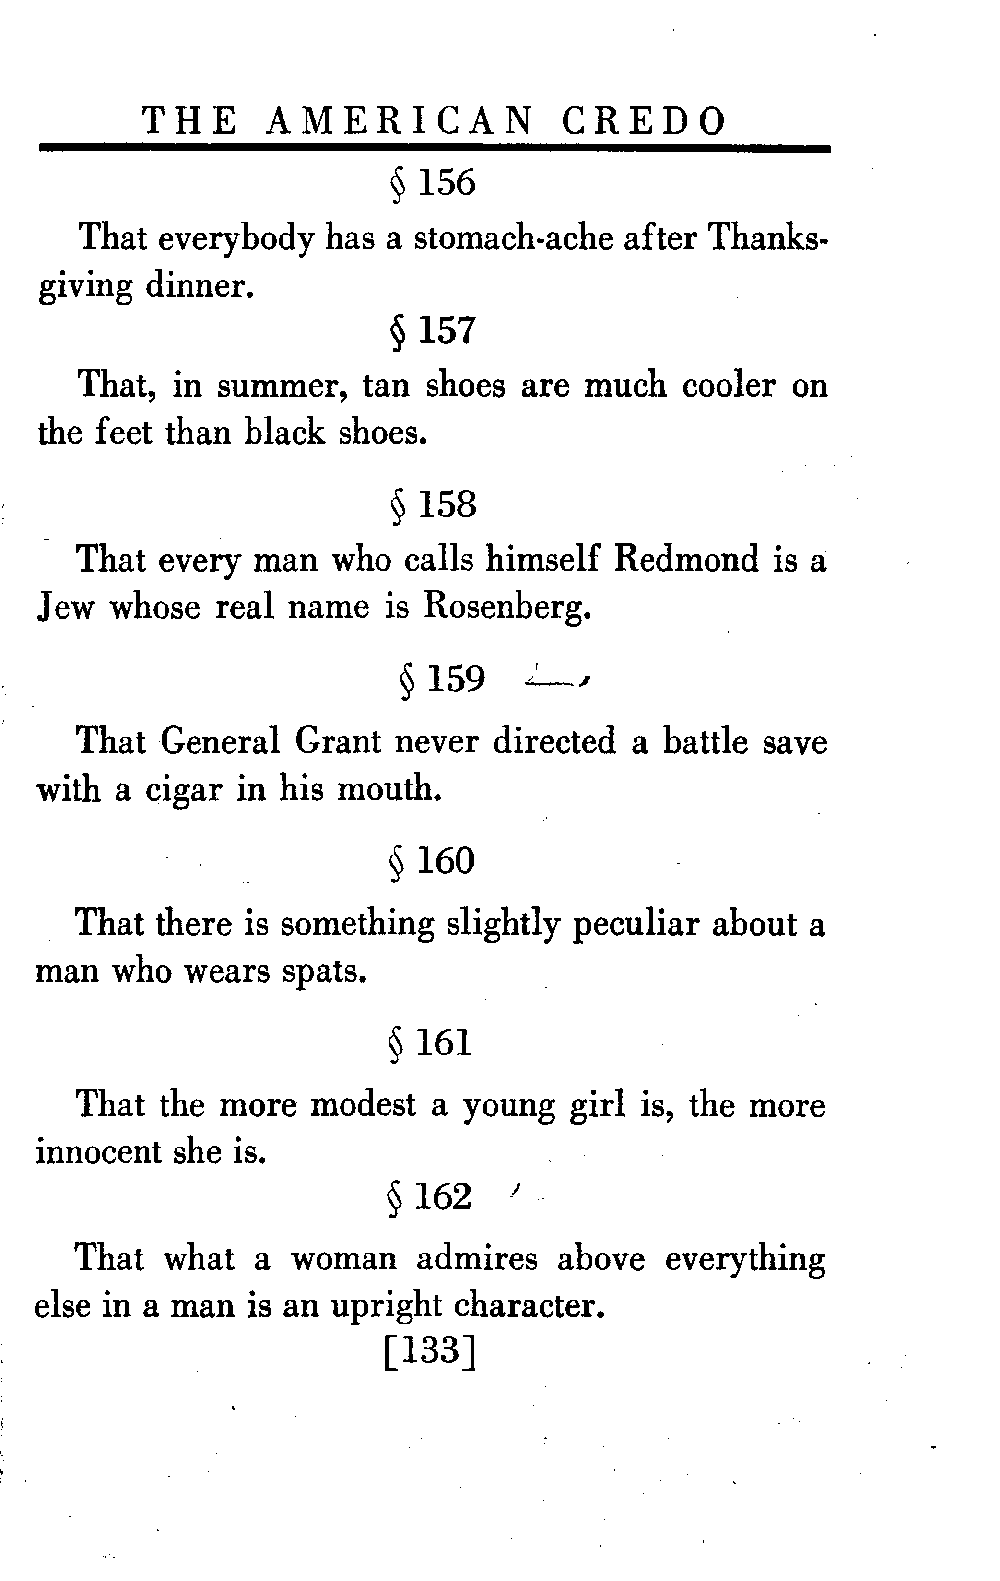 THE AMERICAN CREDO
§ 156
That everybody has a stomach-ache after Thanks-
giving dinner.
§ 157
That, in summer, tan shoes are much cooler on
the feet than black shoes.
§ 158
That every man who calls himself Redmond is a
Jew whose real name is Rosenberg.
§ 159
That General Grant never directed a battle save
with a cigar in his mouth.
§ 160
That there is something slightly peculiar about a
man who wears spats.
§ 161
That the more modest a young girl is, the more
innocent she is.
§ 162
That what a woman admires above everything
else in a man is an upright character.
[133]